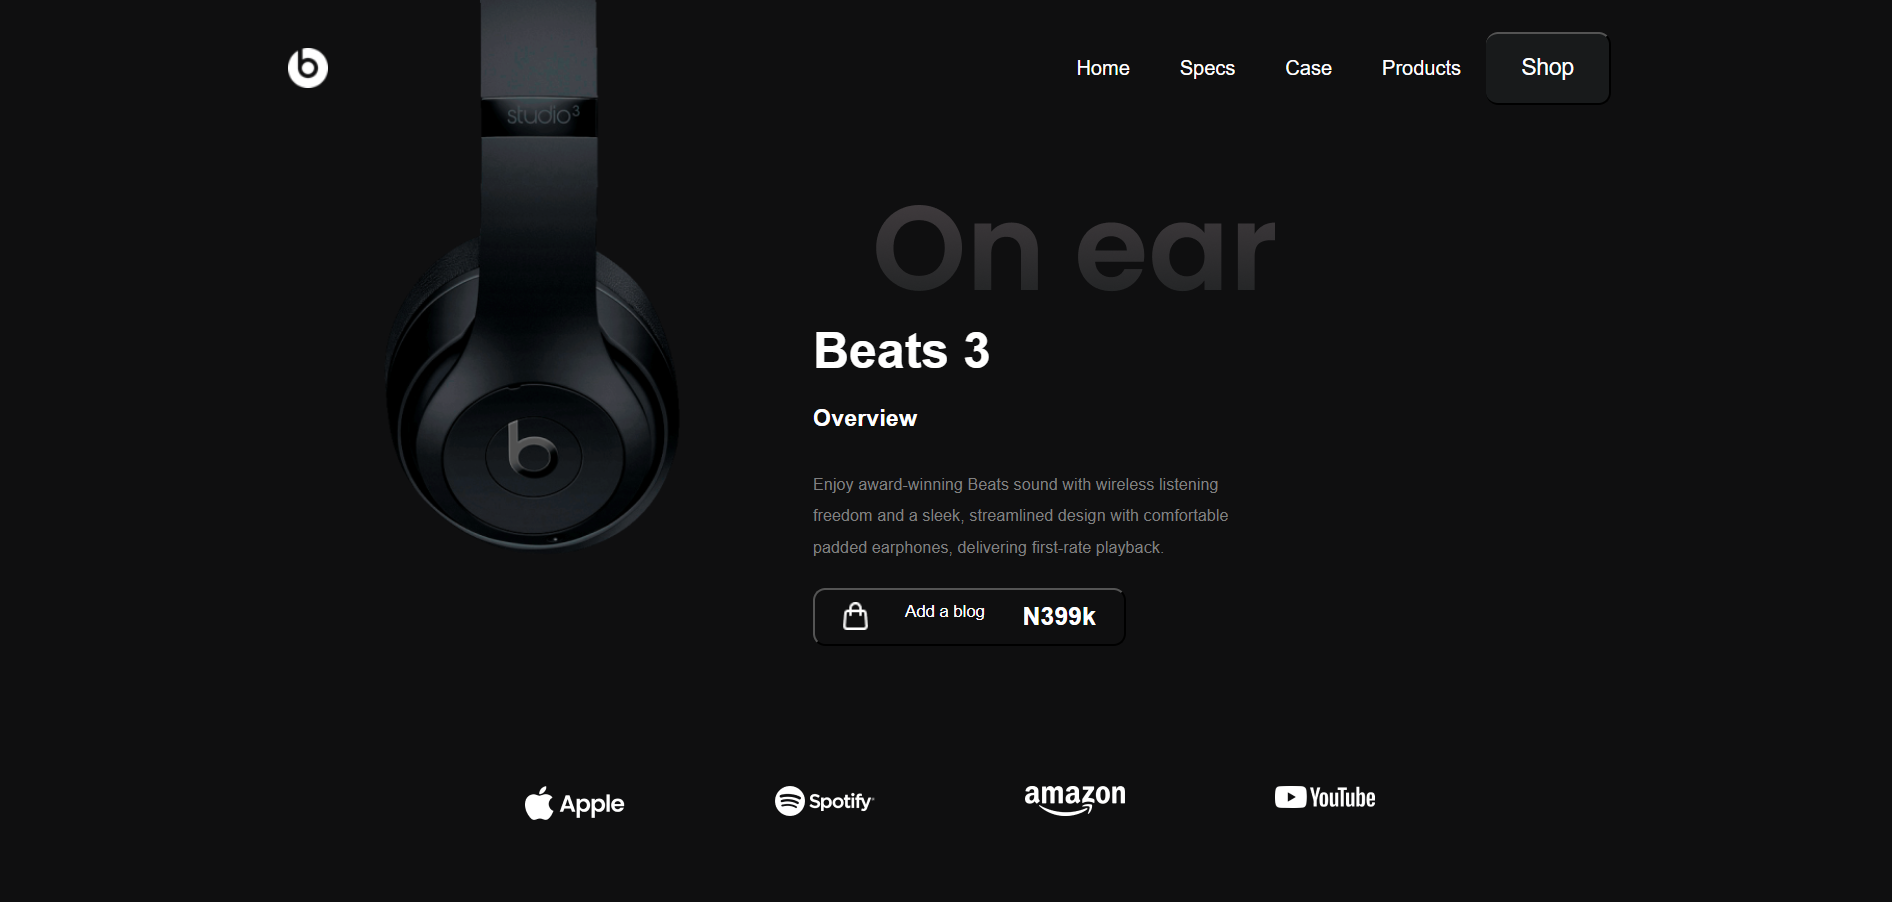 Home Specs Case Products Shop
studio3
On ear
Beats 3
Overview
Enjoy award-winning Beats sound with wireless listening
freedom and a sleek, streamlined design with comfortable
padded earphones, delivering first-rate playback.
Add a blog N399k
Apple Spotify amazon YouTube